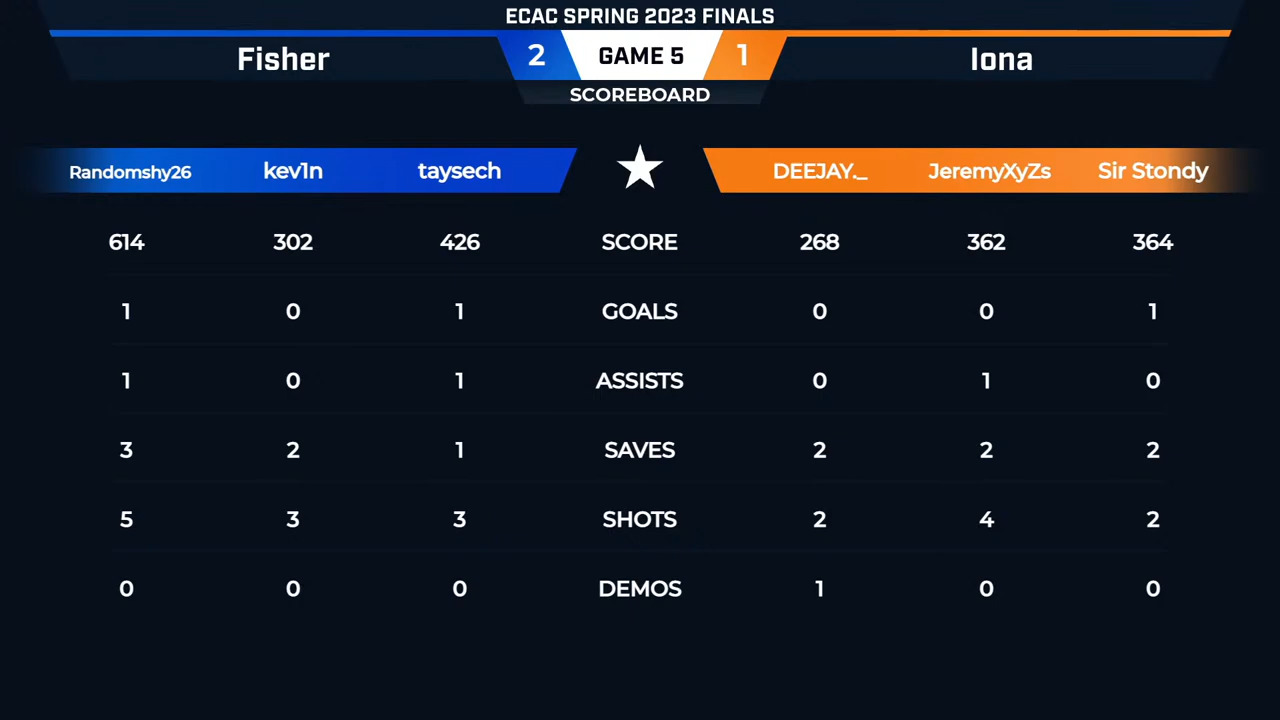 ECAC SPRING 2023 FINALS
Fisher 2 GAME 5 1 Iona
SCOREBOARD
Randomshy26 kev1n taysech DEEJAY._ JeremyXyZs Sir Stondy
614 302 426 SCORE 268 362 364
1 0 1 GOALS 0 0 1
1 0 1 ASSISTS 0 1 0
3 2 1 SAVES 2 2 2
5 3 3 SHOTS 2 4 2
0 0 0 DEMOS 1 0 0